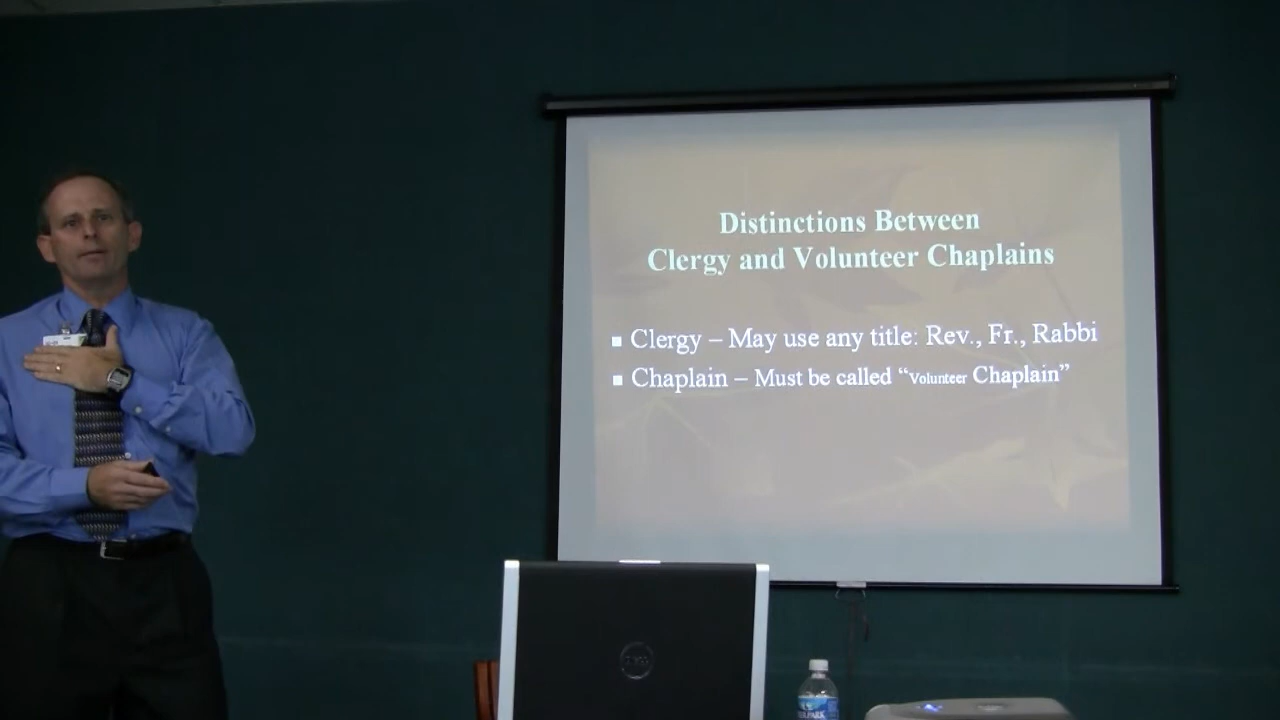 Distinctions Between
Clergy and Volunteer Chaplains
▪ Clergy – May use any title: Rev., Fr., Rabbi
▪ Chaplain – Must be called “Volunteer Chaplain”
DELL